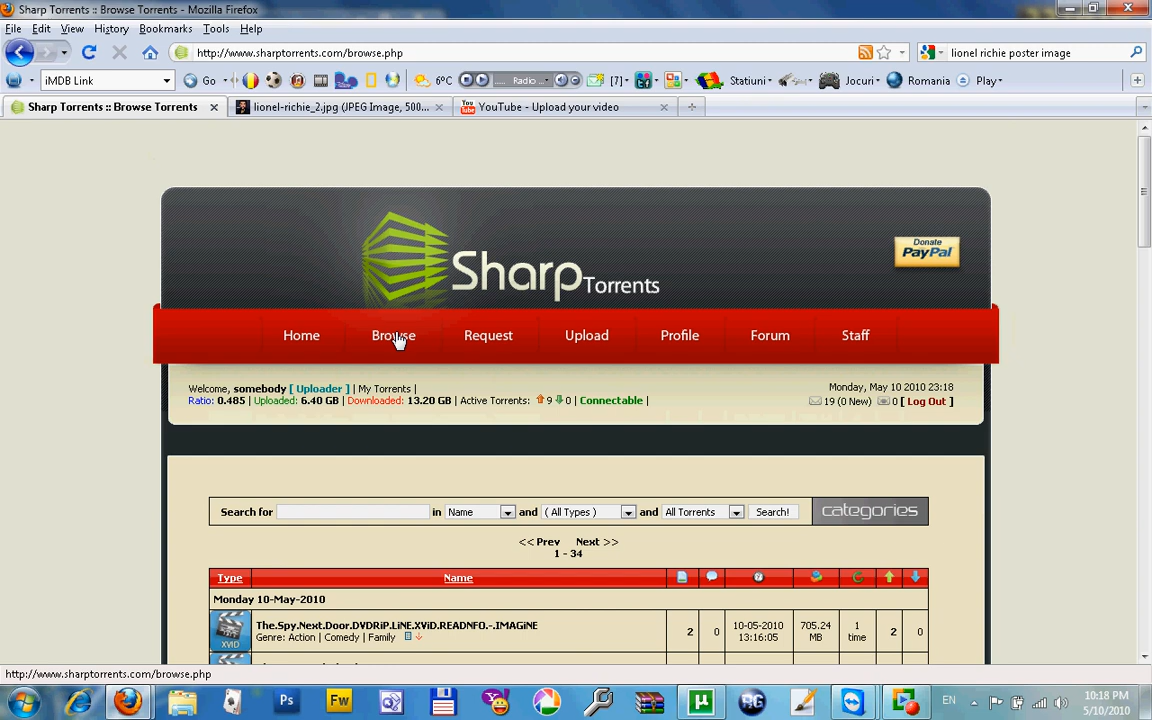 Sharp Torrents :: Browse Torrents - Mozilla Firefox
File Edit View History Bookmarks Tools Help
http://www.sharptorrents.com/browse.php
lionel richie poster image
iMDB Link Go 6°C Radio... [7] Statiuni Jocuri Romania Play
Sharp Torrents :: Browse Torrents
lionel-richie_2.jpg (JPEG Image, 500...
You Tube YouTube - Upload your video
Sharp Torrents
Donate PayPal
Home Browse Request Upload Profile Forum Staff
Welcome, somebody [ Uploader ] | My Torrents |
Monday, May 10 2010 23:18
Ratio: 0.485 | Uploaded: 6.40 GB | Downloaded: 13.20 GB | Active Torrents: 9 0 | Connectable |
19 (0 New) 0 [ Log Out ]
Search for in Name and ( All Types ) and All Torrents Search! categories
<< Prev Next >>
1 - 34
Type Name
Monday 10-May-2010
XVID
The.Spy.Next.Door.DVDRiP.LiNE.XViD.READNFO.-.IMAGiNE
Genre: Action | Comedy | Family
2 0 10-05-2010 13:16:05 705.24 MB 1 time 2 0
http://www.sharptorrents.com/browse.php
Ps Fw µ RG EN
10:18 PM
5/10/2010